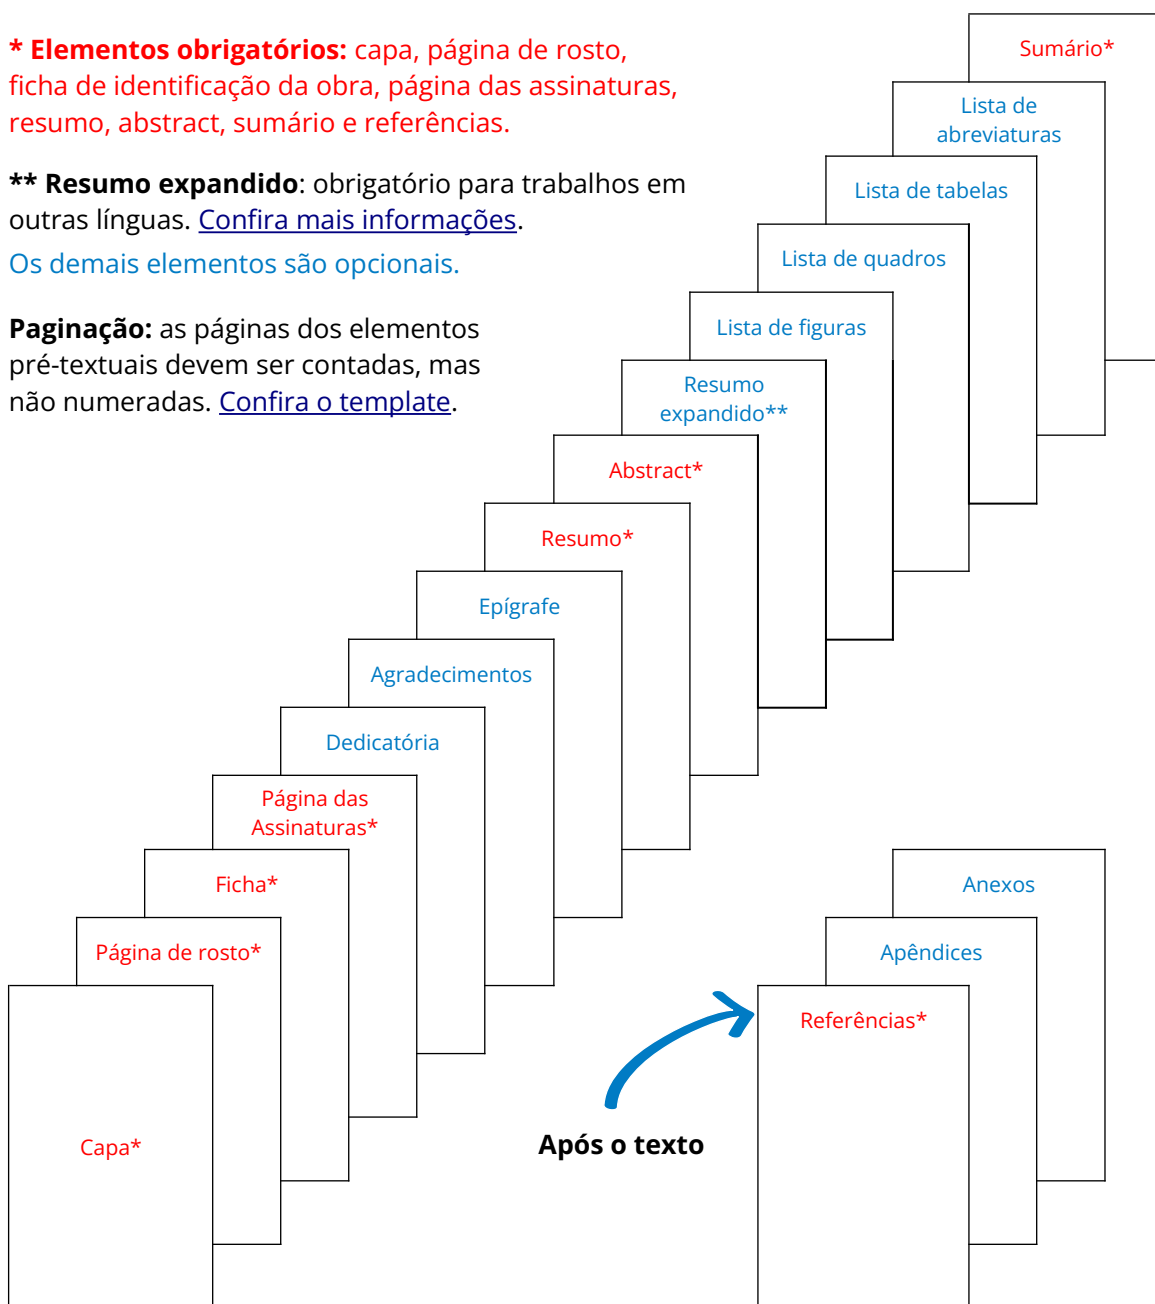 * Elementos obrigatórios: capa, página de rosto,
ficha de identificação da obra, página das assinaturas,
resumo, abstract, sumário e referências.
** Resumo expandido: obrigatório para trabalhos em
outras línguas. Confira mais informações.
Os demais elementos são opcionais.
Paginação: as páginas dos elementos
pré-textuais devem ser contadas, mas
não numeradas. Confira o template.
Sumário*
Lista de
abreviaturas
Lista de tabelas
Lista de quadros
Lista de figuras
Resumo
expandido**
Abstract*
Resumo*
Epígrafe
Agradecimentos
Dedicatória
Página das
Assinaturas*
Ficha*
Página de rosto*
Capa*
Anexos
Apêndices
Referências*
Após o texto